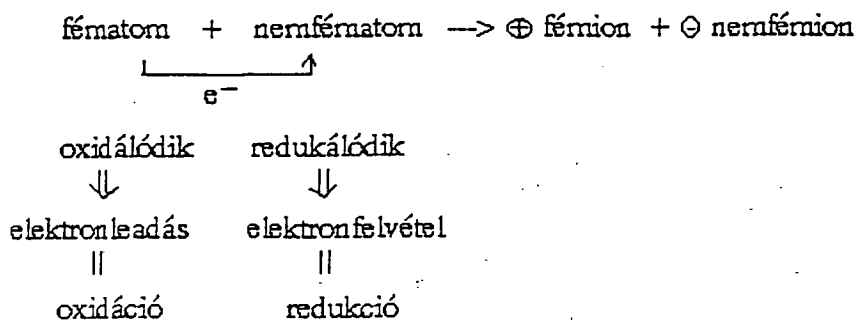 fématom + nemfématom —> ⊕ fémion + ⊖ nemfémion
e⁻
oxidálódik redukálódik
⇓ ⇓
elektronleadás elektronfelvétel
|| ||
oxidáció redukció